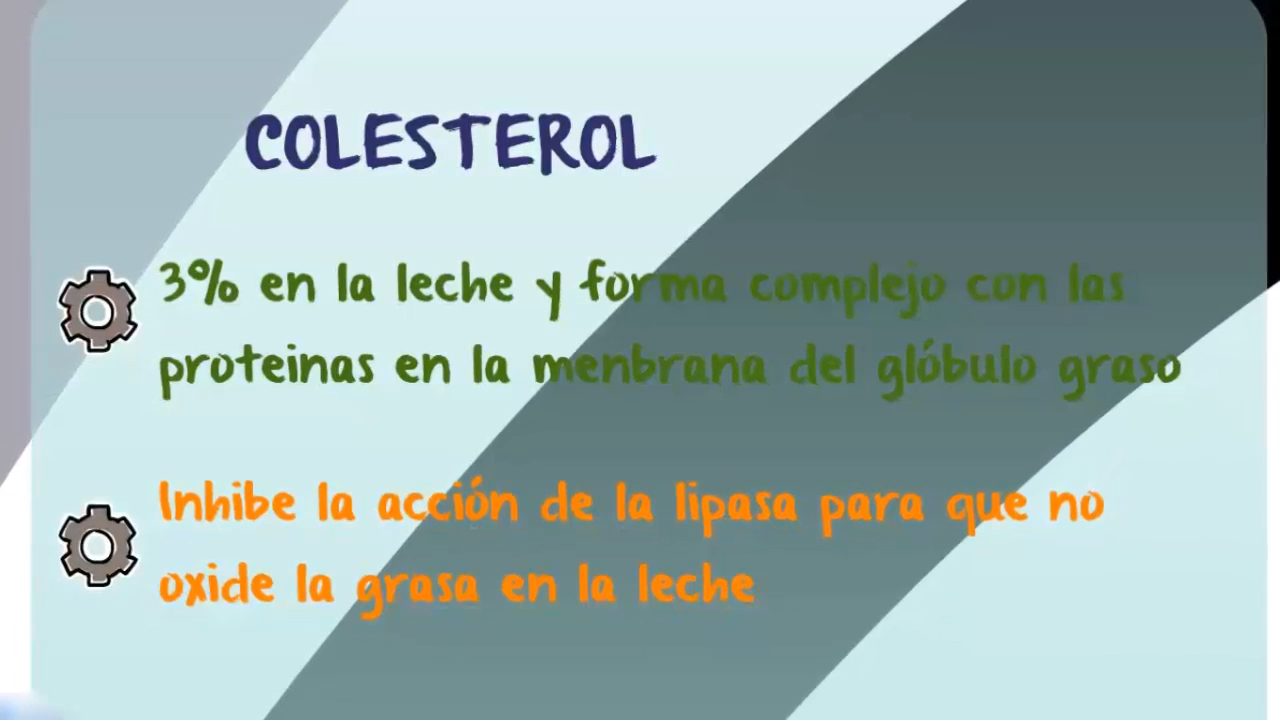 COLESTEROL
3% en la leche y forma complejo con las
proteinas en la menbrana del glóbulo graso
Inhibe la acción de la lipasa para que no
oxide la grasa en la leche